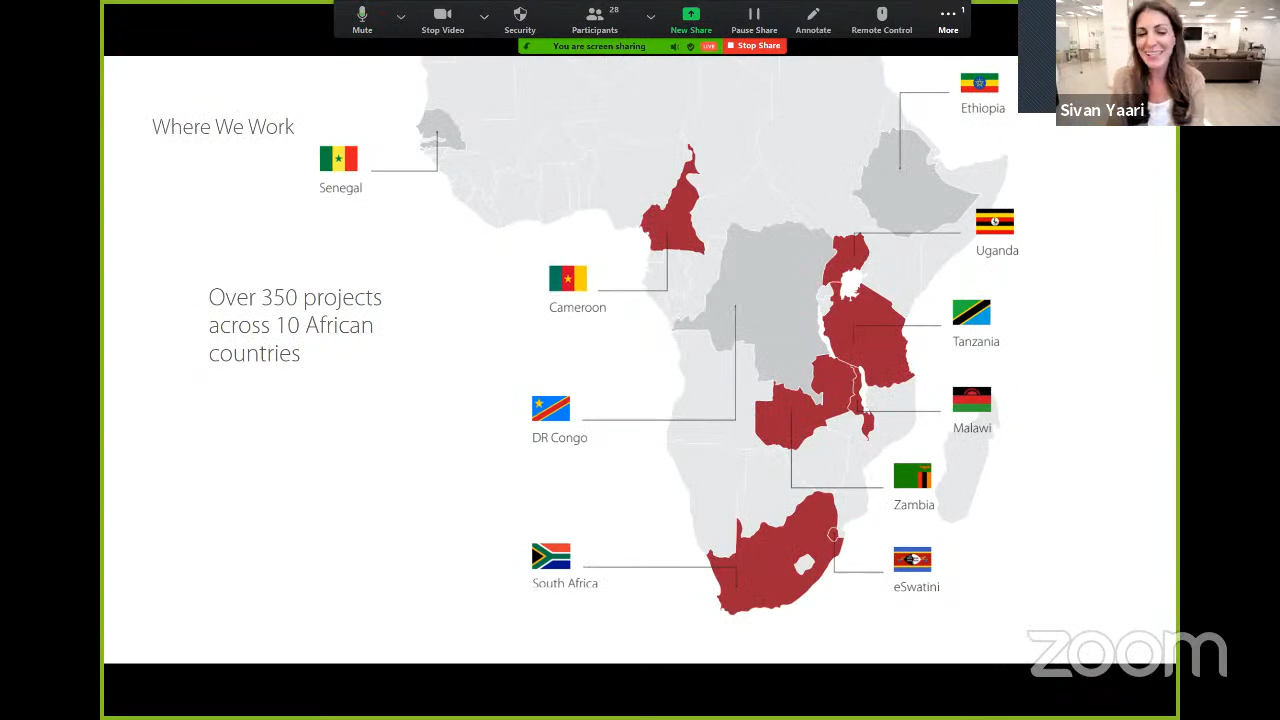 28
1
Mute
Stop Video
Security
Participants
New Share
Pause Share
Annotate
Remote Control
More
You are screen sharing
LIVE
Stop Share
Sivan Yaari
Where We Work
Ethiopia
Senegal
Uganda
Over 350 projects
across 10 African
countries
Cameroon
Tanzania
DR Congo
Malawi
Zambia
South Africa
eSwatini
zoom